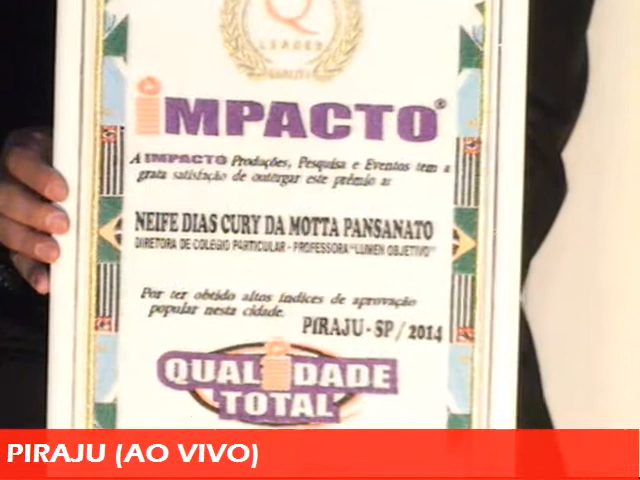 Q
LEADER
QUALITY
iMPACTO®
A IMPACTO Produções, Pesquisa e Eventos tem a
grata satisfação de outorgar este prêmio a:
NEIFE DIAS CURY DA MOTTA PANSANATO
DIRETORA DE COLEGIO PARTICULAR - PROFESSORA "LUMEN OBJETIVO"
Por ter obtido altos índices de aprovação
popular nesta cidade.
PIRAJU - SP / 2014
QUALiDADE
TOTAL
PIRAJU (AO VIVO)